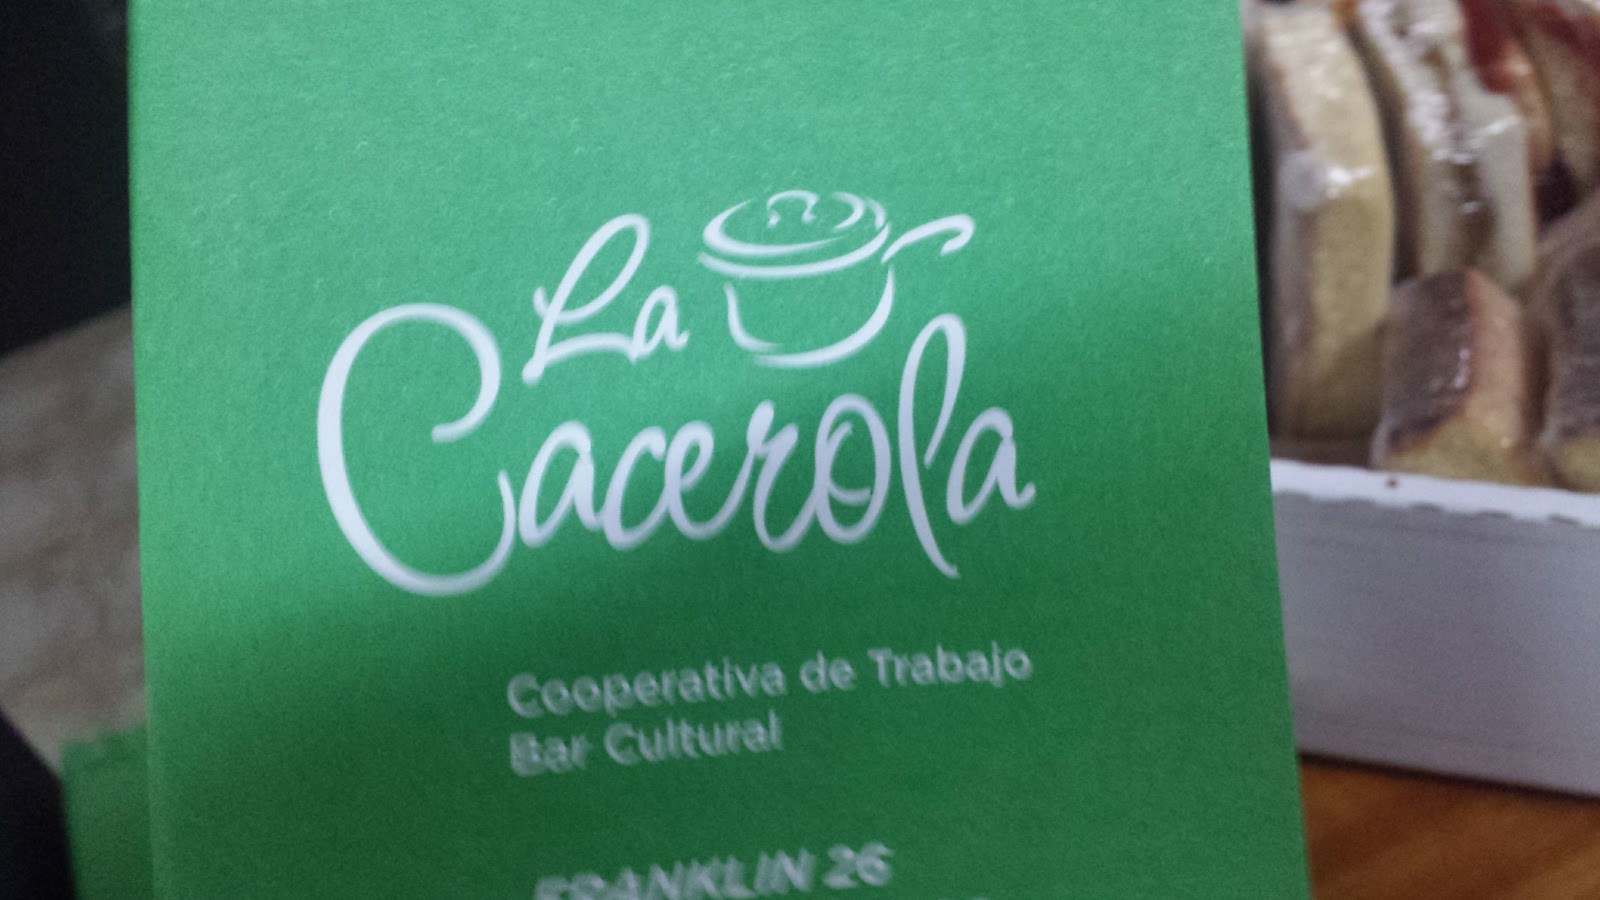 La
Cacerola
Cooperativa de Trabajo
Bar Cultural
FRANKLIN 26